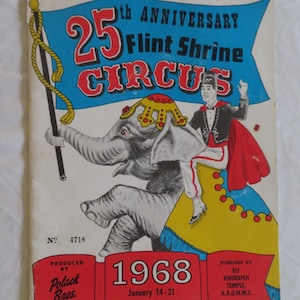 25th ANNIVERSARY
Flint Shrine
CIRCUS
No. 4718
PRODUCED BY
Polack Bros.
1968
January 14-21
SPONSORED BY:
ELF KHURAFEH TEMPLE,
A.A.O.N.M.S.